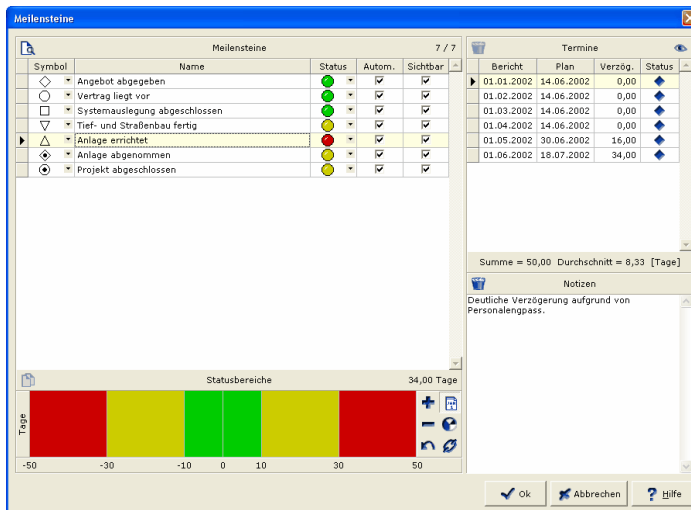 Meilensteine
Meilensteine 7 / 7
Symbol Name Status Autom. Sichtbar
Angebot abgegeben
Vertrag liegt vor
Systemauslegung abgeschlossen
Tief- und Straßenbau fertig
Anlage errichtet
Anlage abgenommen
Projekt abgeschlossen
Statusbereiche 34,00 Tage
Tage
-50 -30 -10 0 10 30 50
Termine
Bericht Plan Verzög. Status
01.01.2002 14.06.2002 0,00
01.02.2002 14.06.2002 0,00
01.03.2002 14.06.2002 0,00
01.04.2002 14.06.2002 0,00
01.05.2002 30.06.2002 16,00
01.06.2002 18.07.2002 34,00
Summe = 50,00 Durchschnitt = 8,33 [Tage]
Notizen
Deutliche Verzögerung aufgrund von
Personalengpass.
Ok Abbrechen ? Hilfe